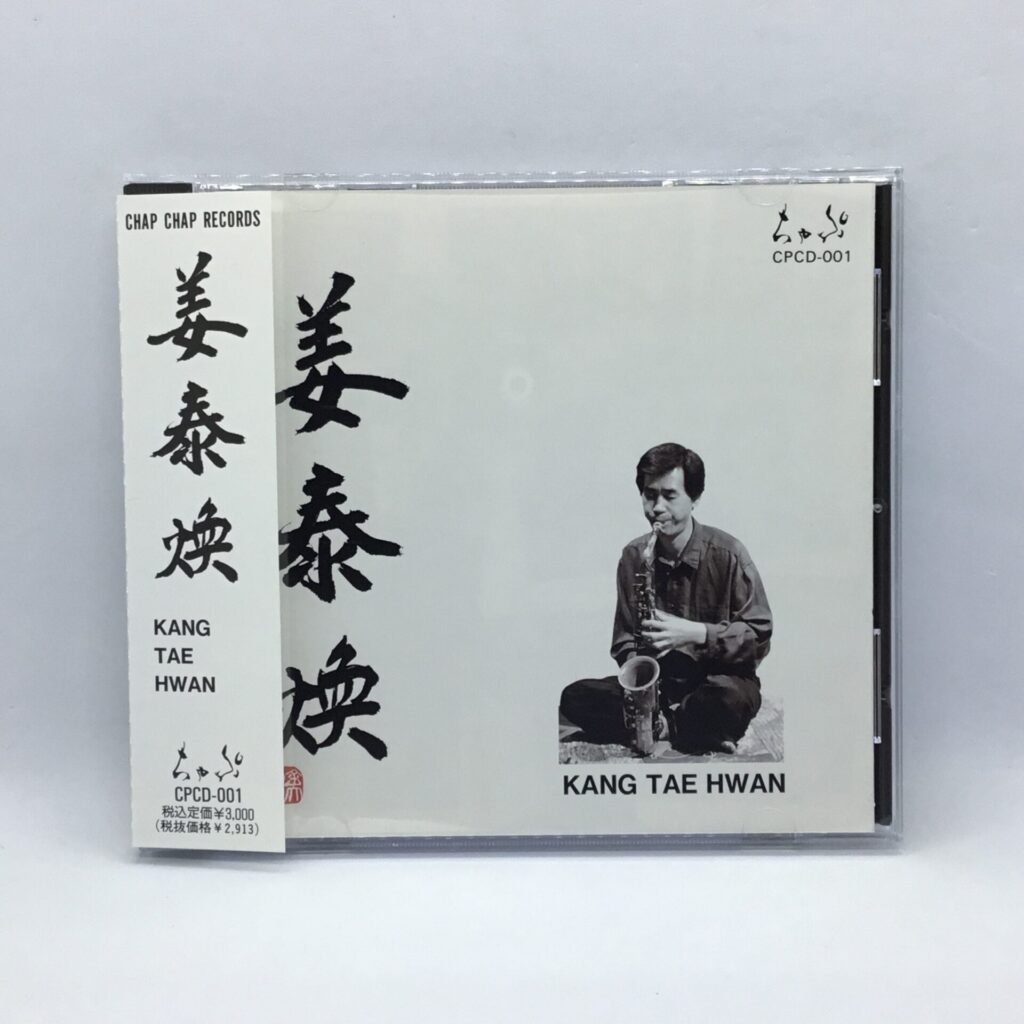 CHAP CHAP RECORDS
姜泰煥
KANG
TAE
HWAN
ちゃぷ
CPCD-001
税込定価¥3,000
(税抜価格¥2,913)
姜泰煥
ちゃぷ
CPCD-001
KANG TAE HWAN